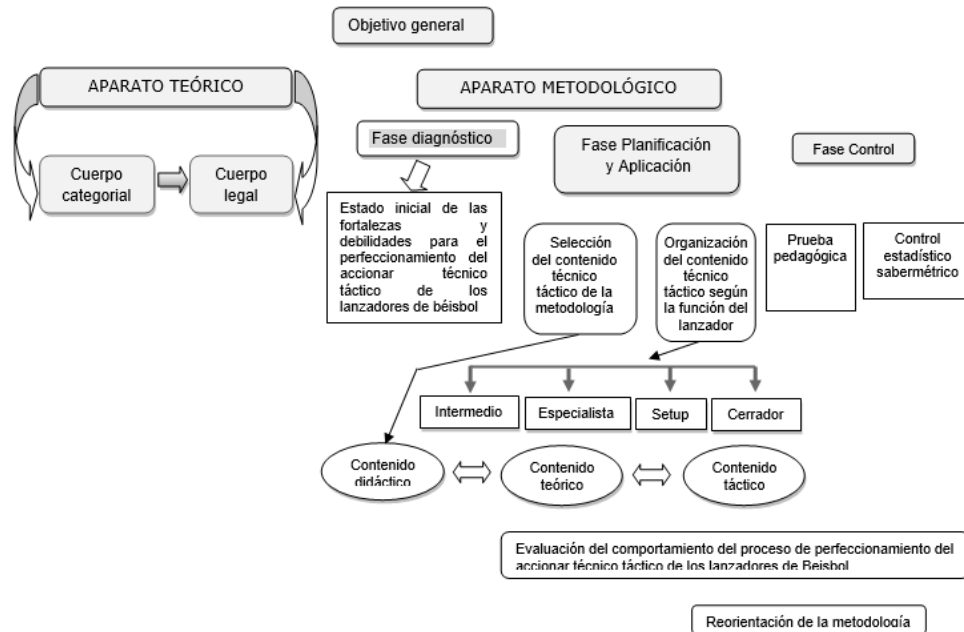 Objetivo general
APARATO TEÓRICO
APARATO METODOLÓGICO
Fase diagnóstico
Fase Planificación
y Aplicación
Fase Control
Cuerpo
categorial
Cuerpo
legal
Estado inicial de las
fortalezas y
debilidades para el
perfeccionamiento del
accionar técnico
táctico de los
lanzadores de béisbol
Selección
del contenido
técnico
táctico de la
metodología
Organización
del contenido
técnico
táctico según
la función del
lanzador
Prueba
pedagógica
Control
estadístico
sabermétrico
Intermedio
Especialista
Setup
Cerrador
Contenido
didáctico
Contenido
teórico
Contenido
táctico
Evaluación del comportamiento del proceso de perfeccionamiento del
accionar técnico táctico de los lanzadores de Beisbol
Reorientación de la metodología